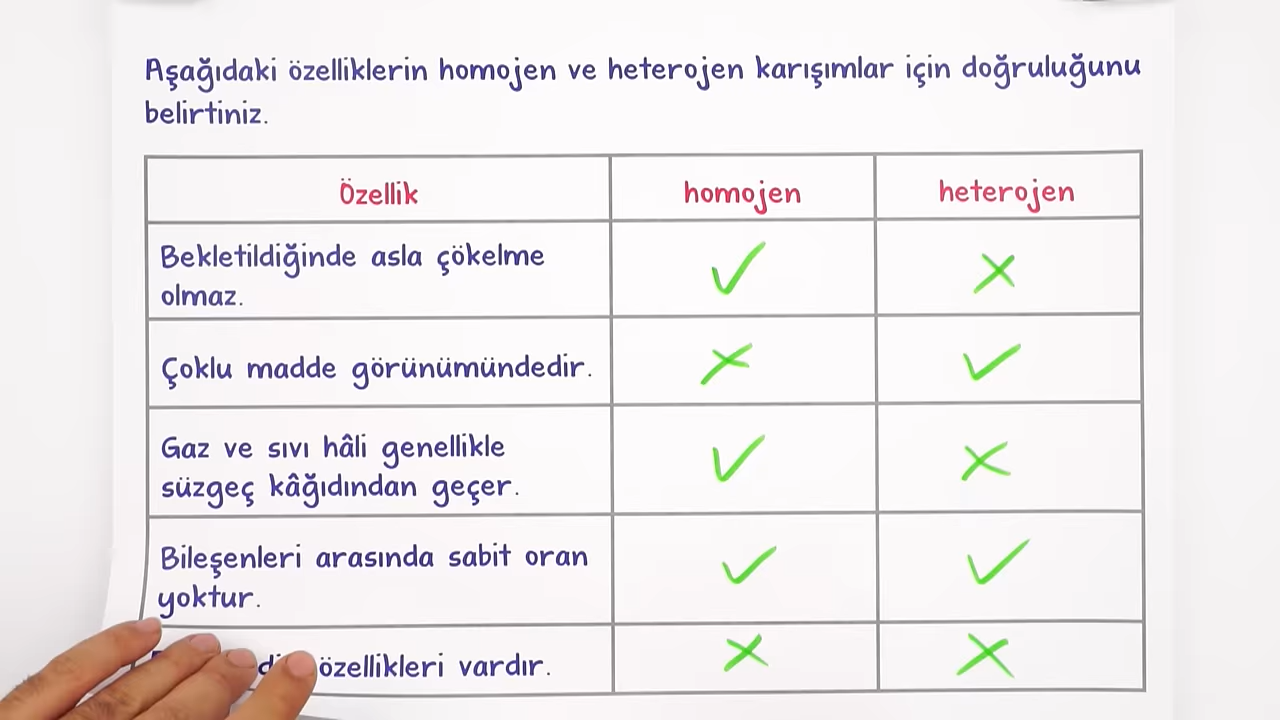 Aşağıdaki özelliklerin homojen ve heterojen karışımlar için doğruluğunu
belirtiniz.
Özellik homojen heterojen
Bekletildiğinde asla çökelme
olmaz.
✓ ✗
Çoklu madde görünümündedir. ✗ ✓
Gaz ve sıvı hâli genellikle
süzgeç kâğıdından geçer.
✓ ✗
Bileşenleri arasında sabit oran
yoktur.
✓ ✓
özellikleri vardır. ✗ ✗